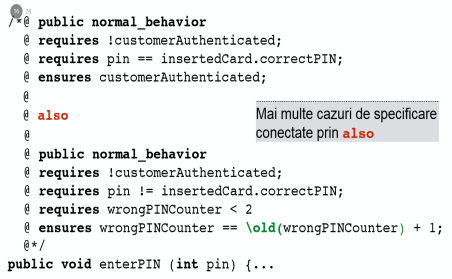 /*@ public normal_behavior
@ requires !customerAuthenticated;
@ requires pin == insertedCard.correctPIN;
@ ensures customerAuthenticated;
@
@ also
@
@ public normal_behavior
@ requires !customerAuthenticated;
@ requires pin != insertedCard.correctPIN;
@ requires wrongPINCounter < 2
@ ensures wrongPINCounter == \old(wrongPINCounter) + 1;
@*/
public void enterPIN (int pin) {...
Mai multe cazuri de specificare
conectate prin also